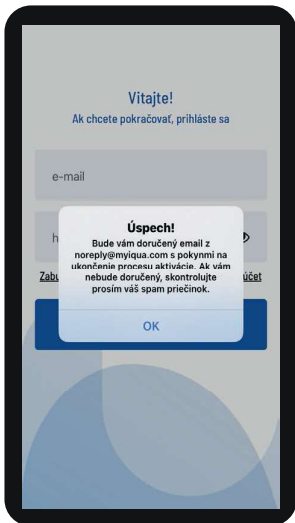 Vitajte!
Ak chcete pokračovať, prihláste sa
e-mail
Úspech!
Bude vám doručený email z
noreply@myiqua.com s pokynmi na
ukončenie procesu aktivácie. Ak vám
nebude doručený, skontrolujte
prosím váš spam priečinok.
OK